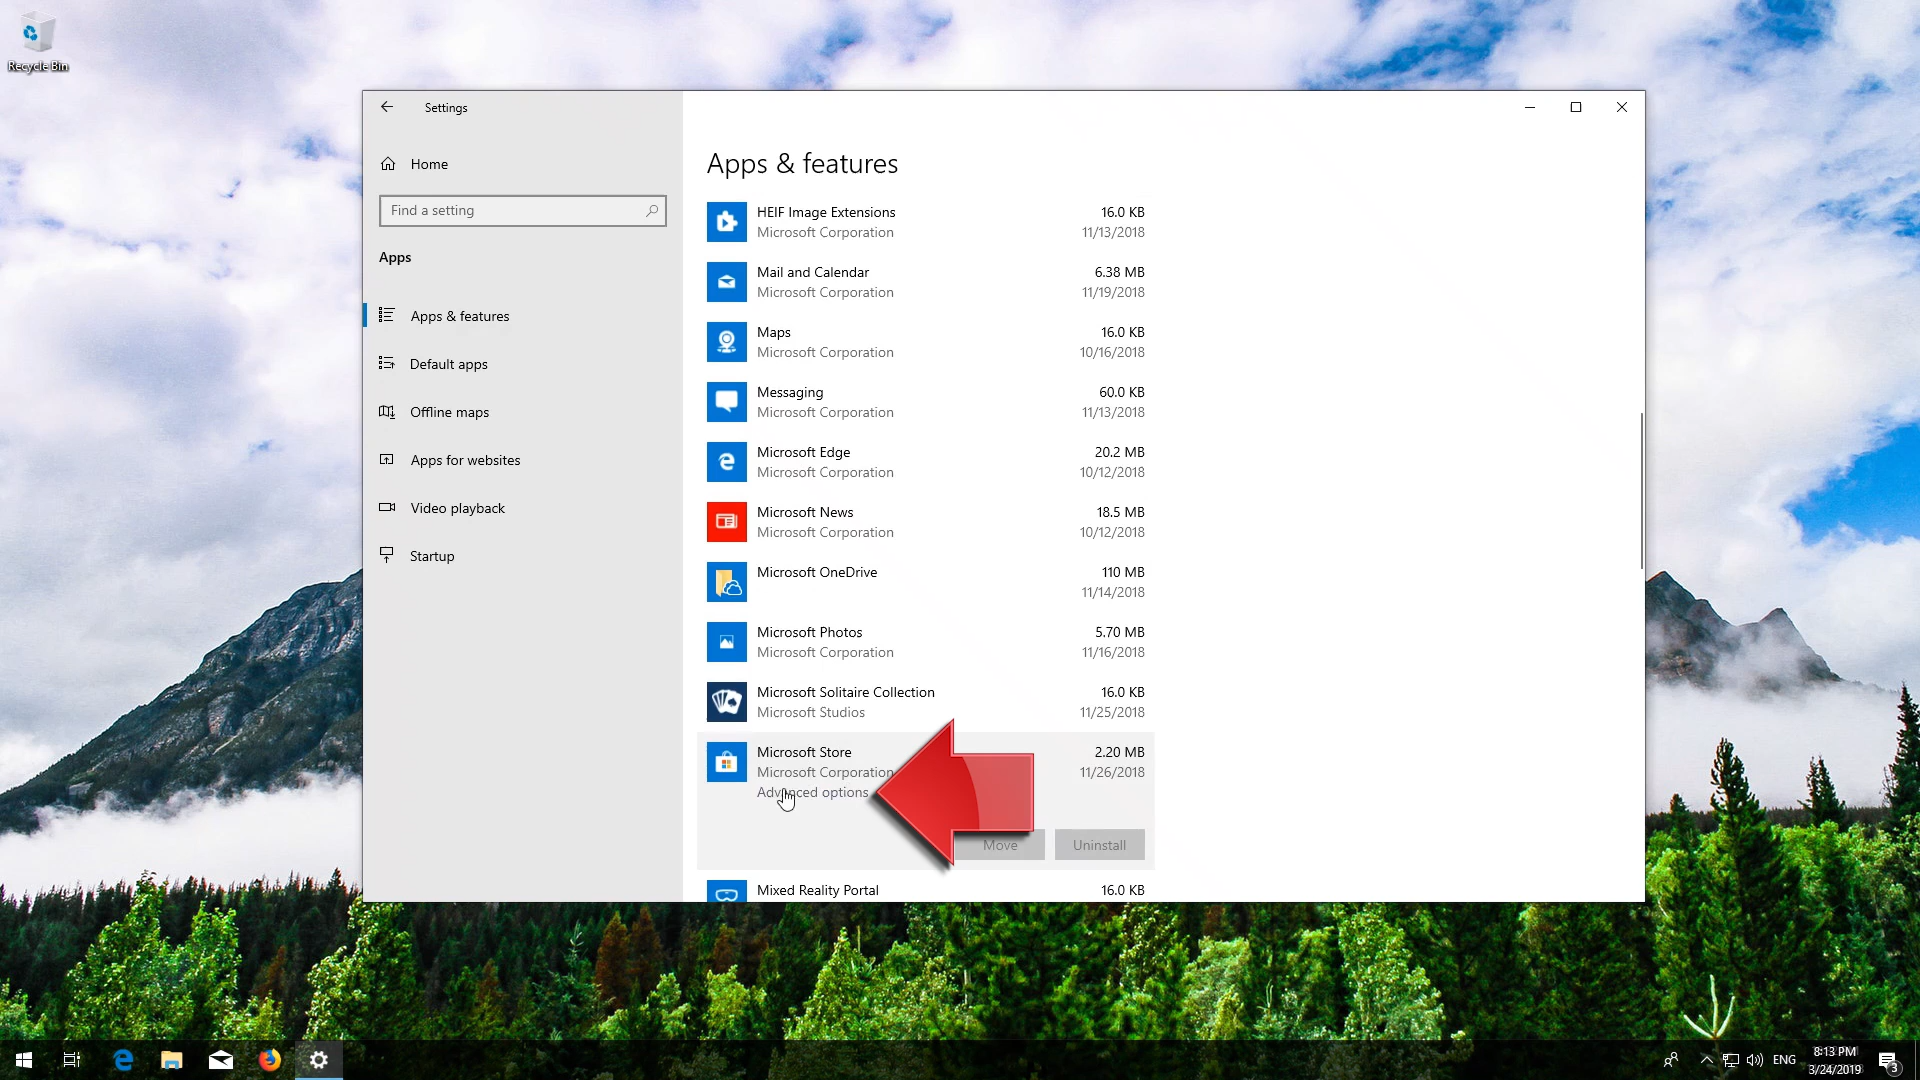 Recycle Bin
Settings
Home
Find a setting
Apps
Apps & features
Default apps
Offline maps
Apps for websites
Video playback
Startup
Apps & features
HEIF Image Extensions 16.0 KB
Microsoft Corporation 11/13/2018
Mail and Calendar 6.38 MB
Microsoft Corporation 11/19/2018
Maps 16.0 KB
Microsoft Corporation 10/16/2018
Messaging 60.0 KB
Microsoft Corporation 11/13/2018
Microsoft Edge 20.2 MB
Microsoft Corporation 10/12/2018
Microsoft News 18.5 MB
Microsoft Corporation 10/12/2018
Microsoft OneDrive 110 MB
11/14/2018
Microsoft Photos 5.70 MB
Microsoft Corporation 11/16/2018
Microsoft Solitaire Collection 16.0 KB
Microsoft Studios 11/25/2018
Microsoft Store 2.20 MB
Microsoft Corporation 11/26/2018
Advanced options
Move Uninstall
Mixed Reality Portal 16.0 KB
ENG
8:13 PM
3/24/2019
3